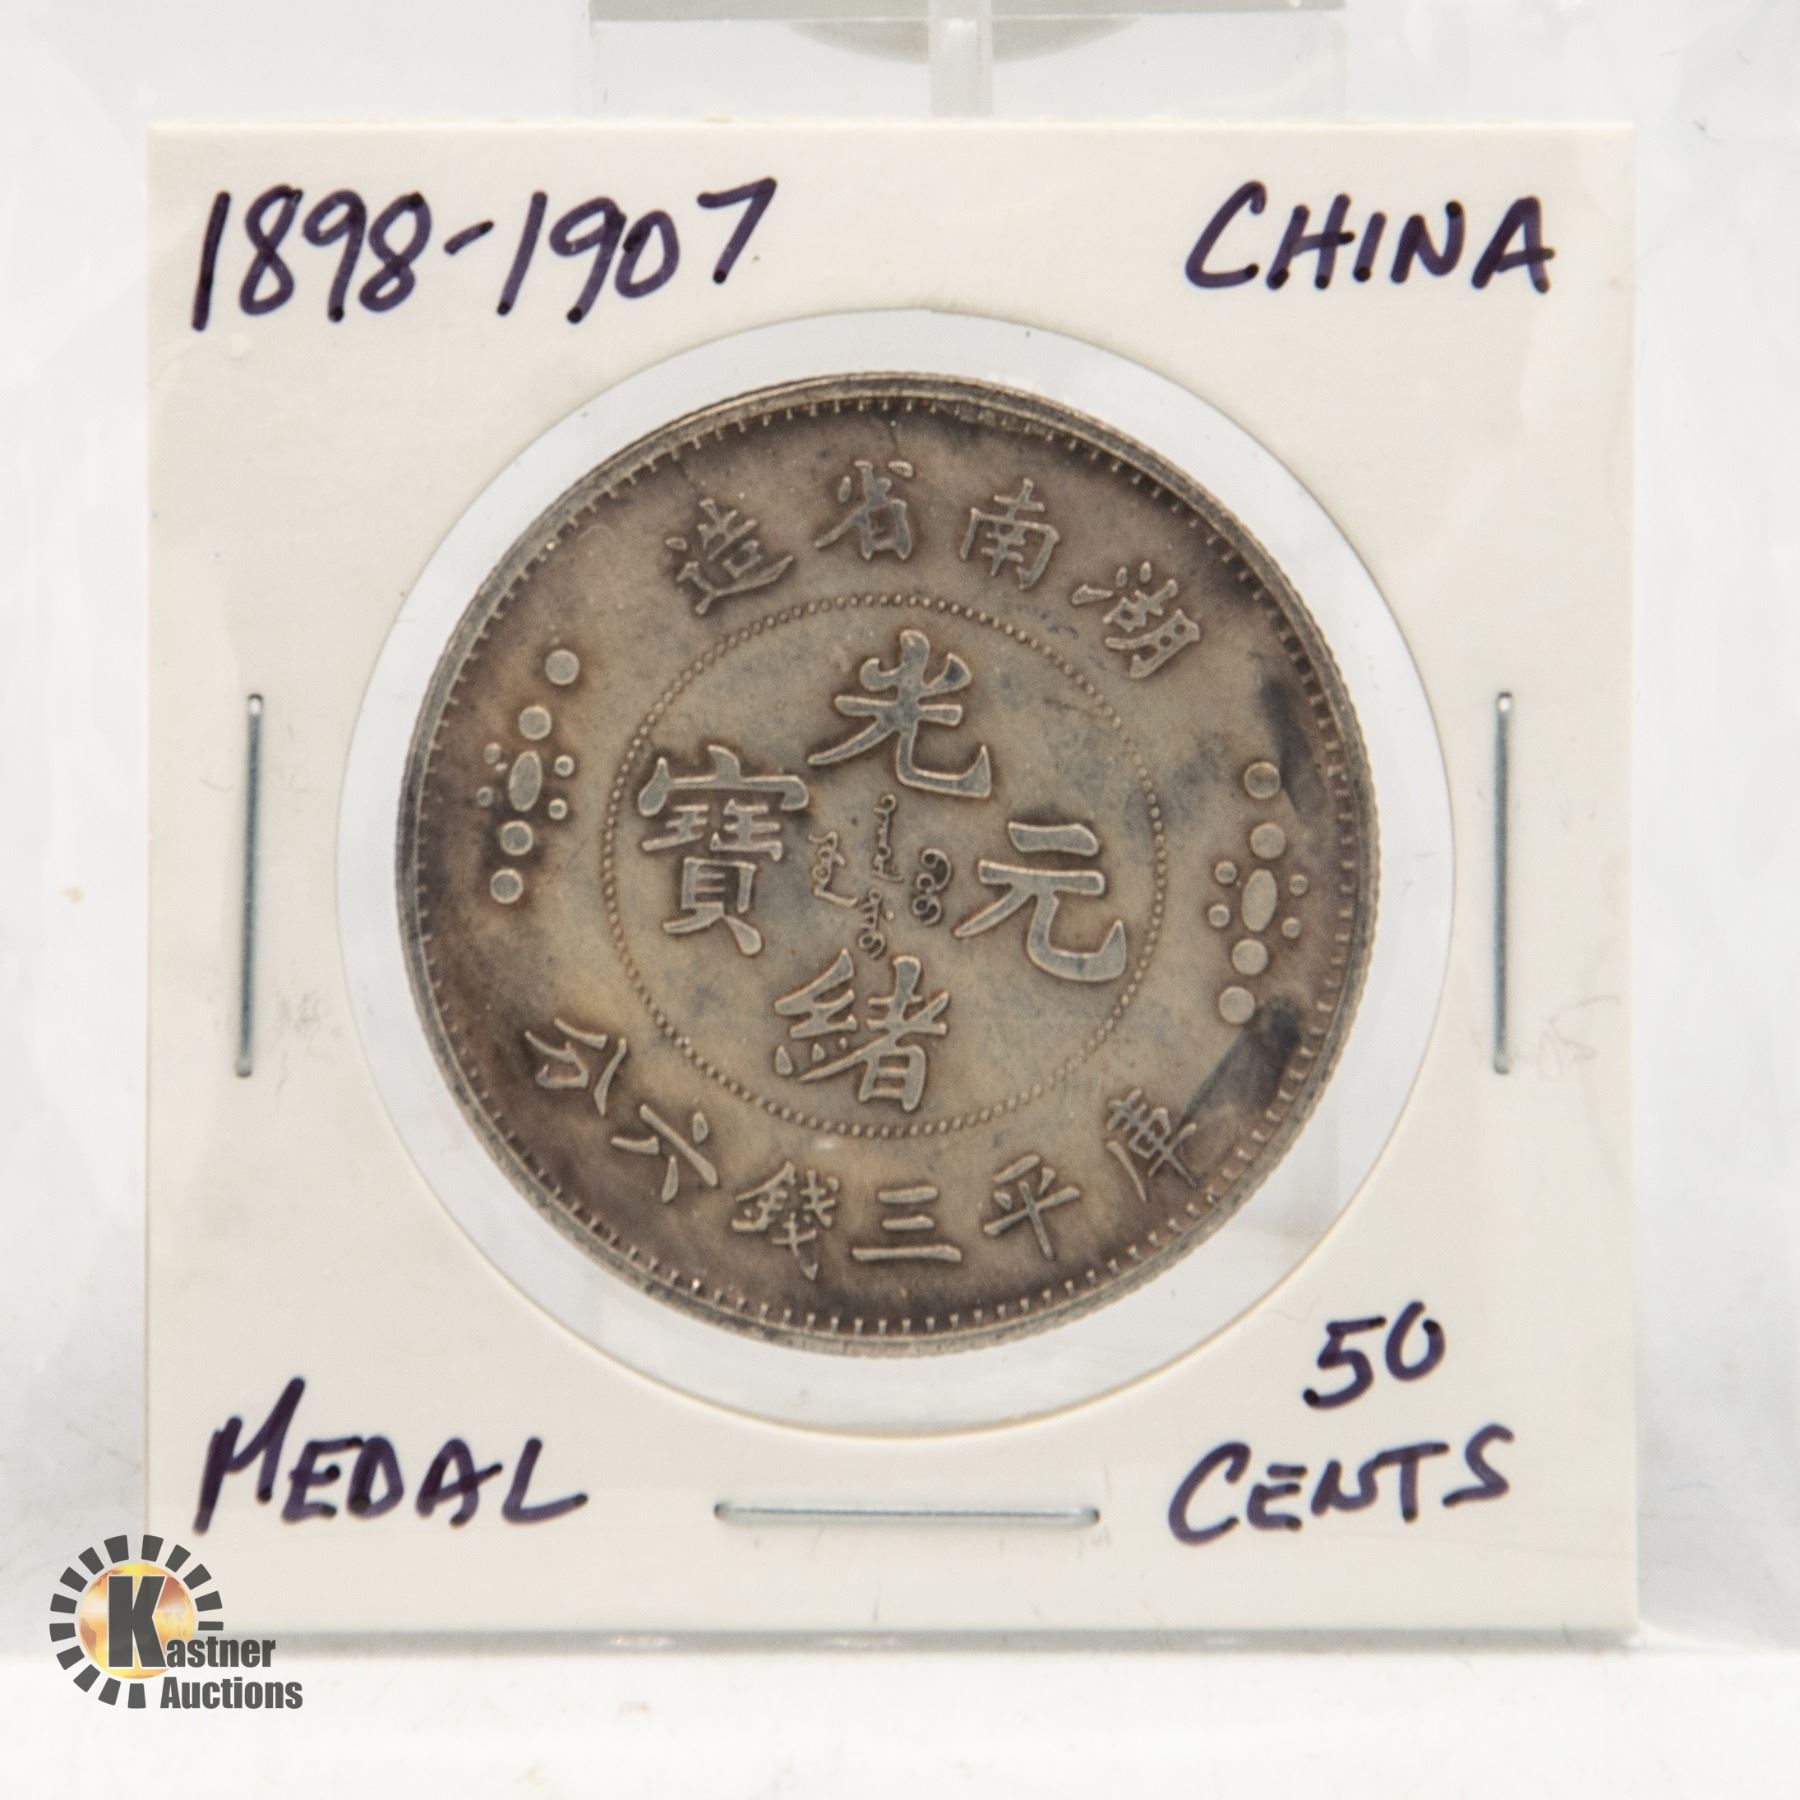 1898-1907
CHINA
湖南省造
光緒元寶
庫平三錢六分
MEDAL
50
CENTS
Kastner
Auctions